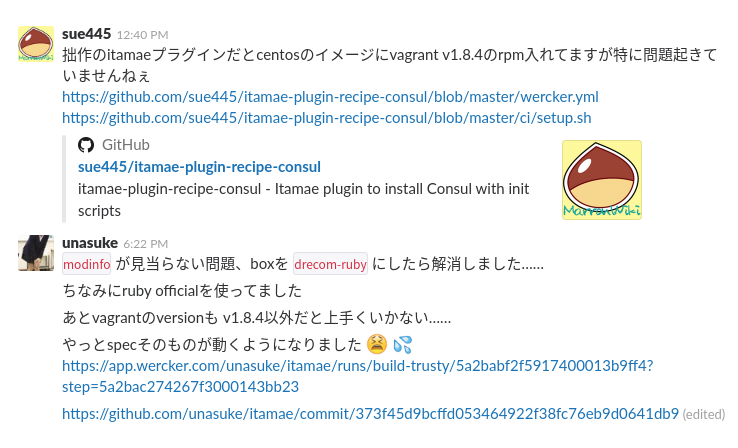 sue445 12:40 PM
拙作のitamaeプラグインだとcentosのイメージにvagrant v1.8.4のrpm入れてますが特に問題起きて
いませんねぇ
https://github.com/sue445/itamae-plugin-recipe-consul/blob/master/wercker.yml
https://github.com/sue445/itamae-plugin-recipe-consul/blob/master/ci/setup.sh
GitHub
sue445/itamae-plugin-recipe-consul
itamae-plugin-recipe-consul - Itamae plugin to install Consul with init
scripts
MarronWiki
unasuke 6:22 PM
modinfo が見当らない問題、boxを drecom-ruby にしたら解消しました……
ちなみにruby officialを使ってました
あとvagrantのversionも v1.8.4以外だと上手くいかない……
やっとspecそのものが動くようになりました 😫 💦
https://app.wercker.com/unasuke/itamae/runs/build-trusty/5a2babf2f5917400013b9ff4?
step=5a2bac274267f3000143bb23
https://github.com/unasuke/itamae/commit/373f45d9bcffd053464922f38fc76eb9d0641db9 (edited)